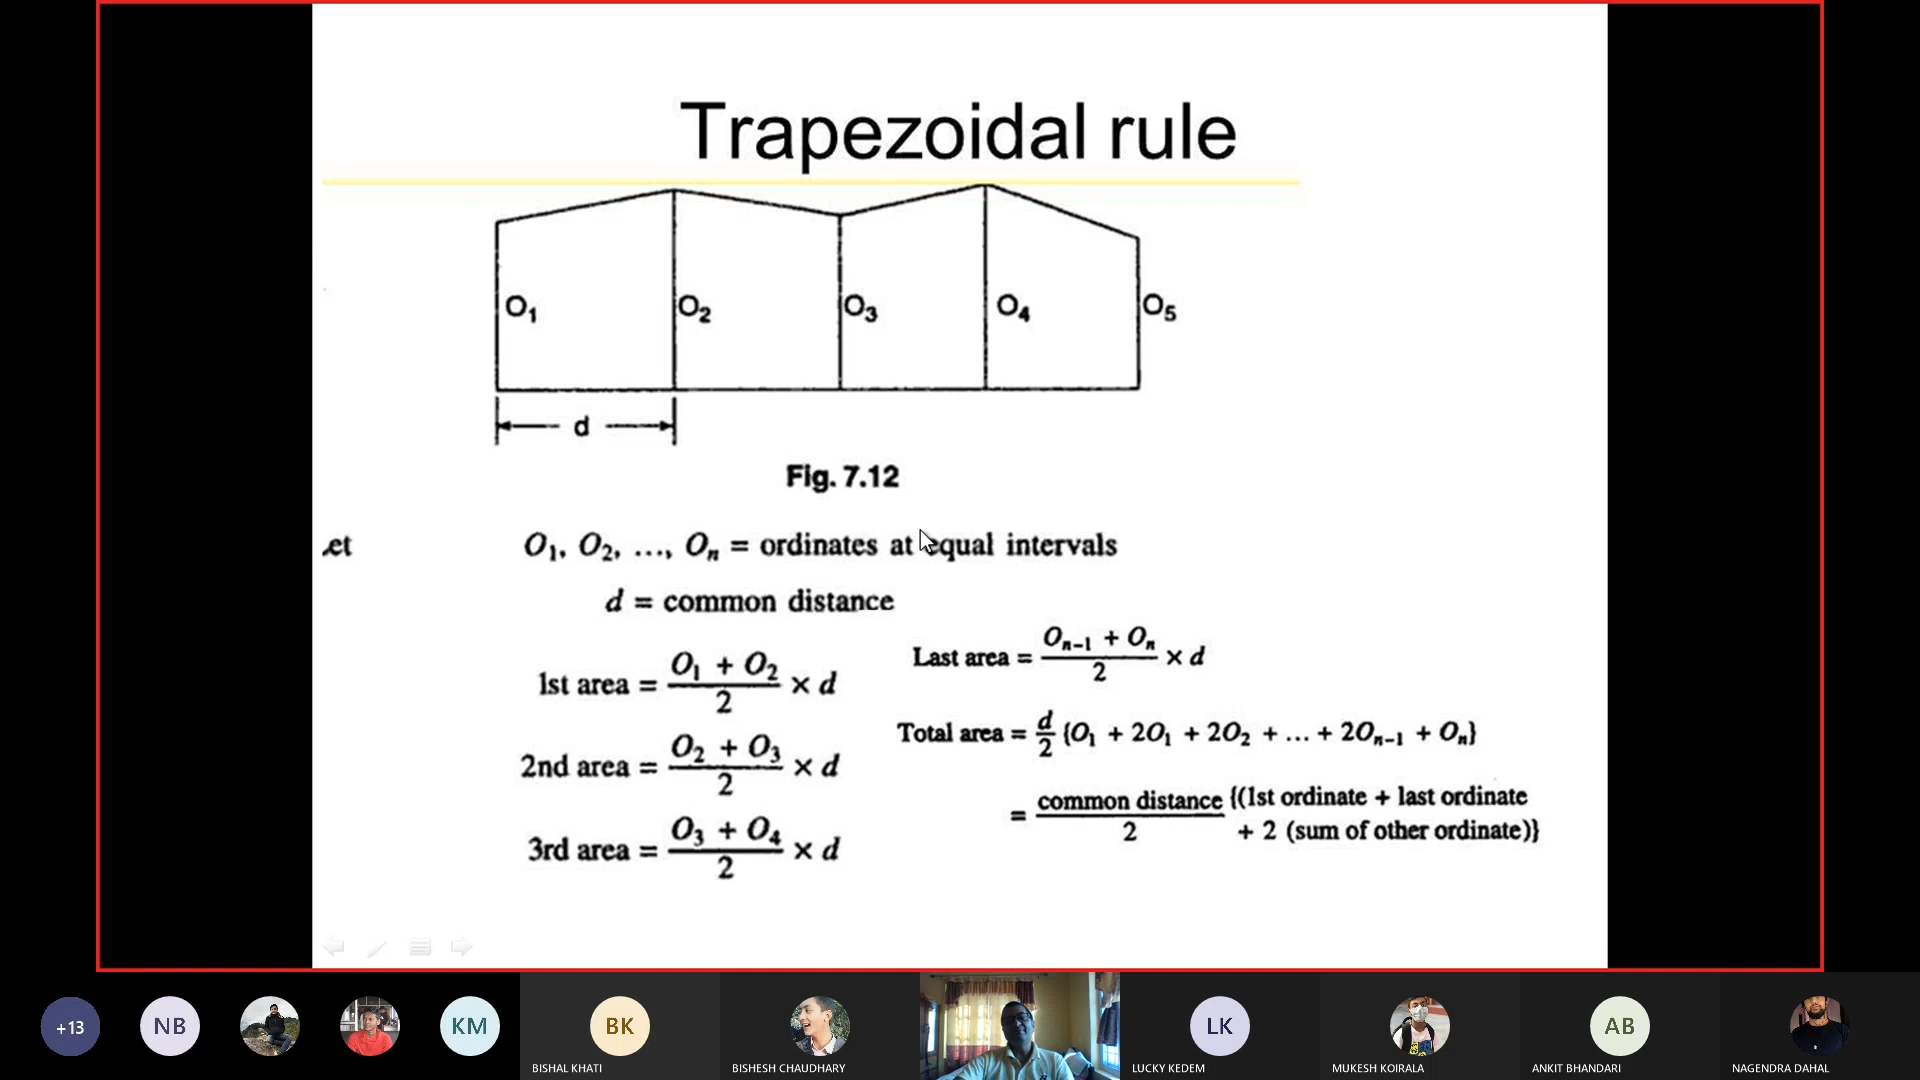 Trapezoidal rule
O₁ O₂ O₃ O₄ O₅
d
Fig. 7.12
et O₁, O₂, ..., Oₙ = ordinates at equal intervals
d = common distance
1st area = (O₁ + O₂)/2 × d
2nd area = (O₂ + O₃)/2 × d
3rd area = (O₃ + O₄)/2 × d
Last area = (Oₙ₋₁ + Oₙ)/2 × d
Total area = d/2 {O₁ + 2O₁ + 2O₂ + ... + 2Oₙ₋₁ + Oₙ}
= common distance/2 {(1st ordinate + last ordinate
+ 2 (sum of other ordinate)}
+13 NB KM BK LK AB
BISHAL KHATI BISHESH CHAUDHARY LUCKY KEDEM MUKESH KOIRALA ANKIT BHANDARI NAGENDRA DAHAL